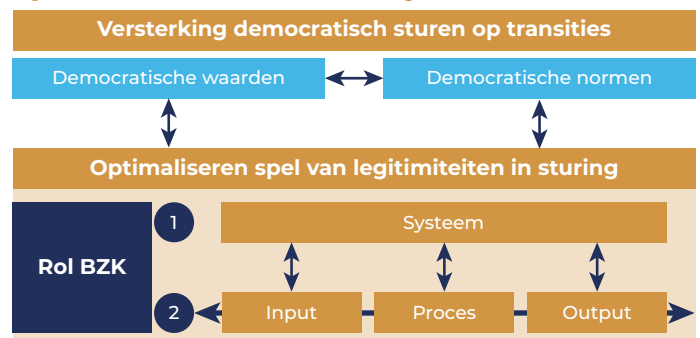 Versterking democratisch sturen op transities
Democratische waarden
Democratische normen
Optimaliseren spel van legitimiteiten in sturing
Rol BZK
1
Systeem
2
Input
Proces
Output